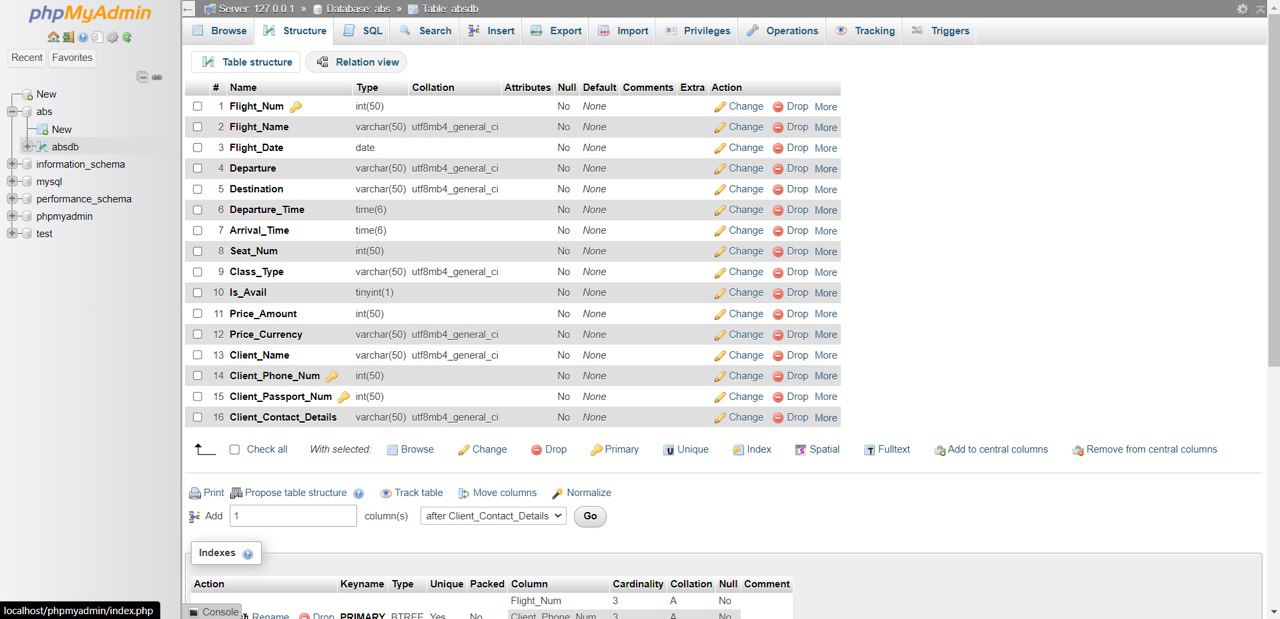 phpMyAdmin
Server: 127.0.0.1 » Database: abs » Table: absdb
Browse Structure SQL Search Insert Export Import Privileges Operations Tracking Triggers
Recent Favorites
Table structure Relation view
New
abs
New
absdb
information_schema
mysql
performance_schema
phpmyadmin
test
# Name Type Collation Attributes Null Default Comments Extra Action
1 Flight_Num int(50) No None Change Drop More
2 Flight_Name varchar(50) utf8mb4_general_ci No None Change Drop More
3 Flight_Date date No None Change Drop More
4 Departure varchar(50) utf8mb4_general_ci No None Change Drop More
5 Destination varchar(50) utf8mb4_general_ci No None Change Drop More
6 Departure_Time time(6) No None Change Drop More
7 Arrival_Time time(6) No None Change Drop More
8 Seat_Num int(50) No None Change Drop More
9 Class_Type varchar(50) utf8mb4_general_ci No None Change Drop More
10 Is_Avail tinyint(1) No None Change Drop More
11 Price_Amount int(50) No None Change Drop More
12 Price_Currency varchar(50) utf8mb4_general_ci No None Change Drop More
13 Client_Name varchar(50) utf8mb4_general_ci No None Change Drop More
14 Client_Phone_Num int(50) No None Change Drop More
15 Client_Passport_Num int(50) No None Change Drop More
16 Client_Contact_Details varchar(50) utf8mb4_general_ci No None Change Drop More
Check all With selected: Browse Change Drop Primary Unique Index Spatial Fulltext Add to central columns Remove from central columns
Print Propose table structure Track table Move columns Normalize
Add 1 column(s) after Client_Contact_Details Go
Indexes
Action Keyname Type Unique Packed Column Cardinality Collation Null Comment
Flight_Num 3 A No
Rename Drop PRIMARY BTREE Yes No Client_Phone_Num 3 A No
Console
localhost/phpmyadmin/index.php